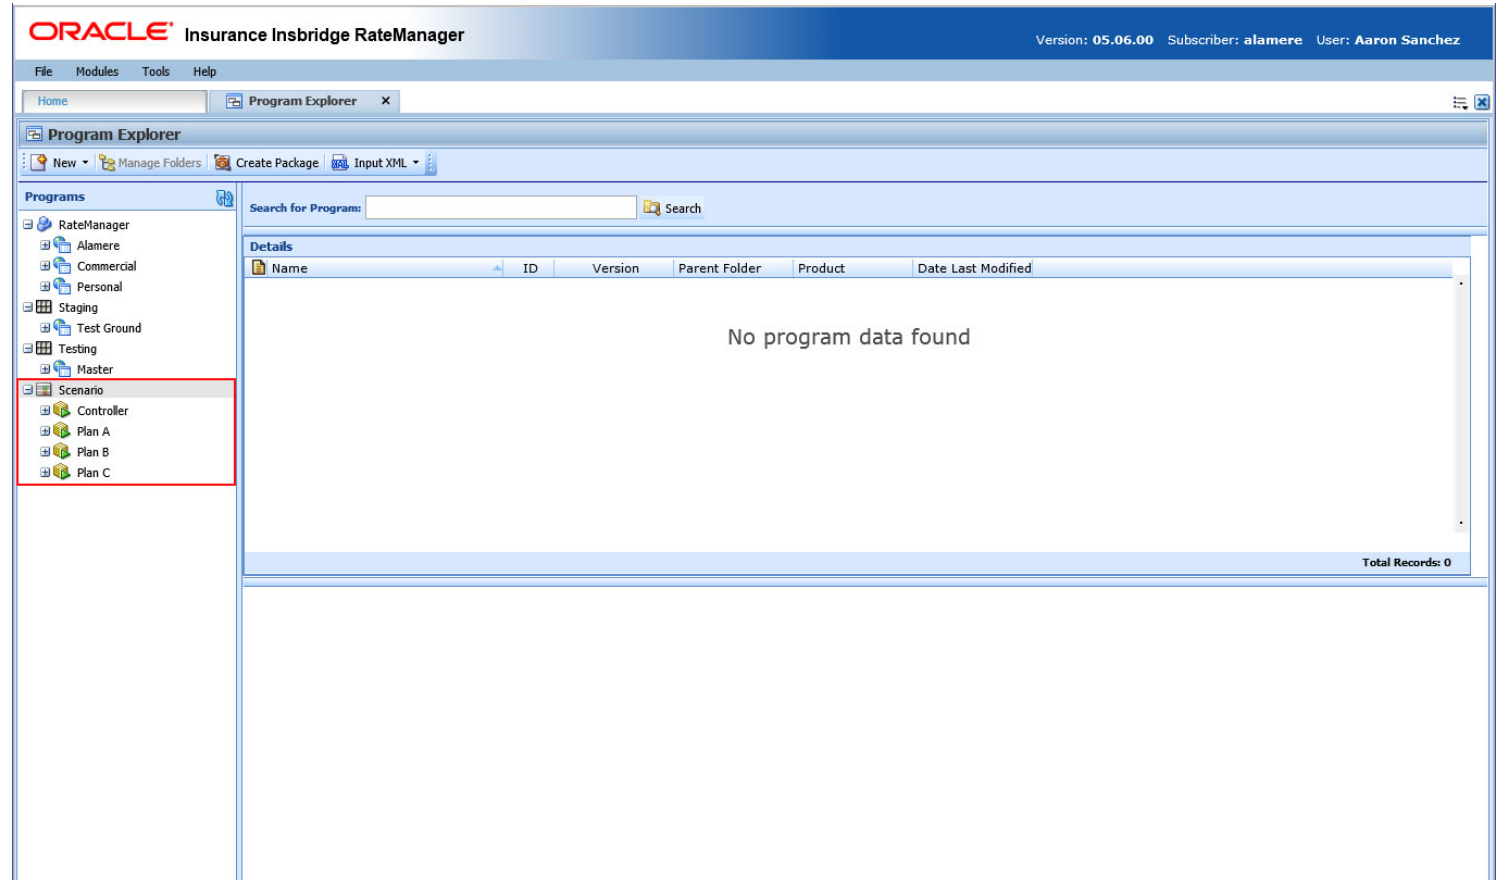 ORACLE Insurance Insbridge RateManager
Version: 05.06.00 Subscriber: alamere User: Aaron Sanchez
File Modules Tools Help
Home Program Explorer x
Program Explorer
New Manage Folders Create Package Input XML
Programs
RateManager
Alamere
Commercial
Personal
Staging
Test Ground
Testing
Master
Scenario
Controller
Plan A
Plan B
Plan C
Search for Program: Search
Details
Name ID Version Parent Folder Product Date Last Modified
No program data found
Total Records: 0